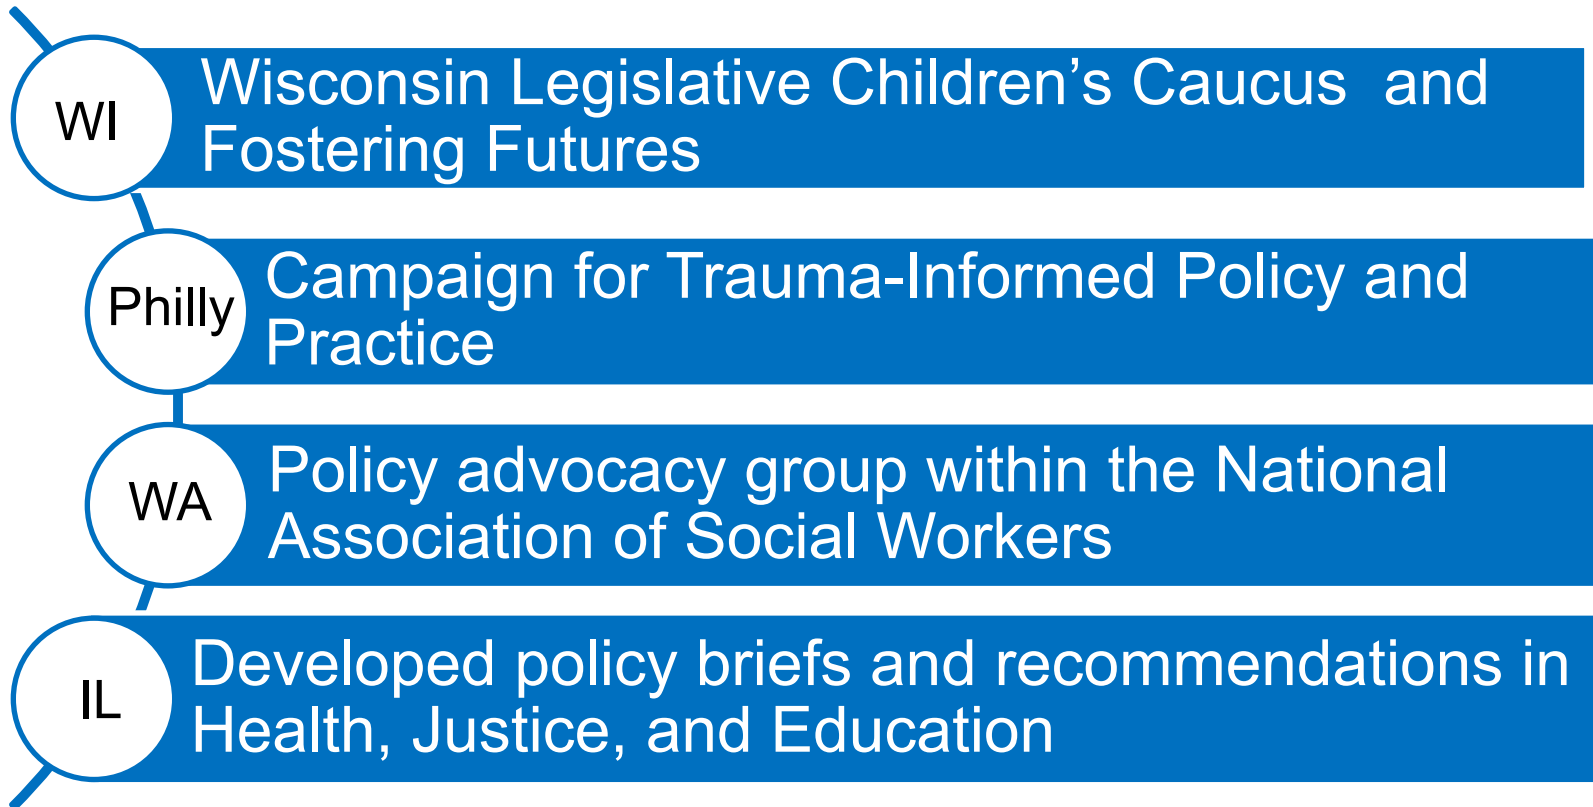 WI
Wisconsin Legislative Children’s Caucus  and
Fostering Futures
Philly
Campaign for Trauma-Informed Policy and
Practice
WA
Policy advocacy group within the National
Association of Social Workers
IL
Developed policy briefs and recommendations in
Health, Justice, and Education